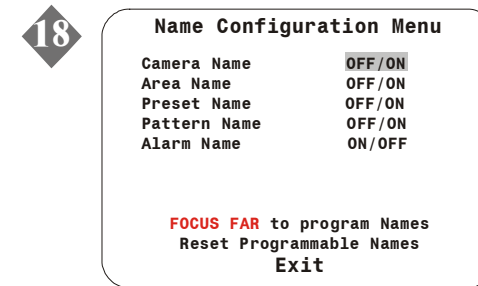 18
Name Configuration Menu
Camera Name OFF/ON
Area Name OFF/ON
Preset Name OFF/ON
Pattern Name OFF/ON
Alarm Name ON/OFF
FOCUS FAR to program Names
Reset Programmable Names
Exit